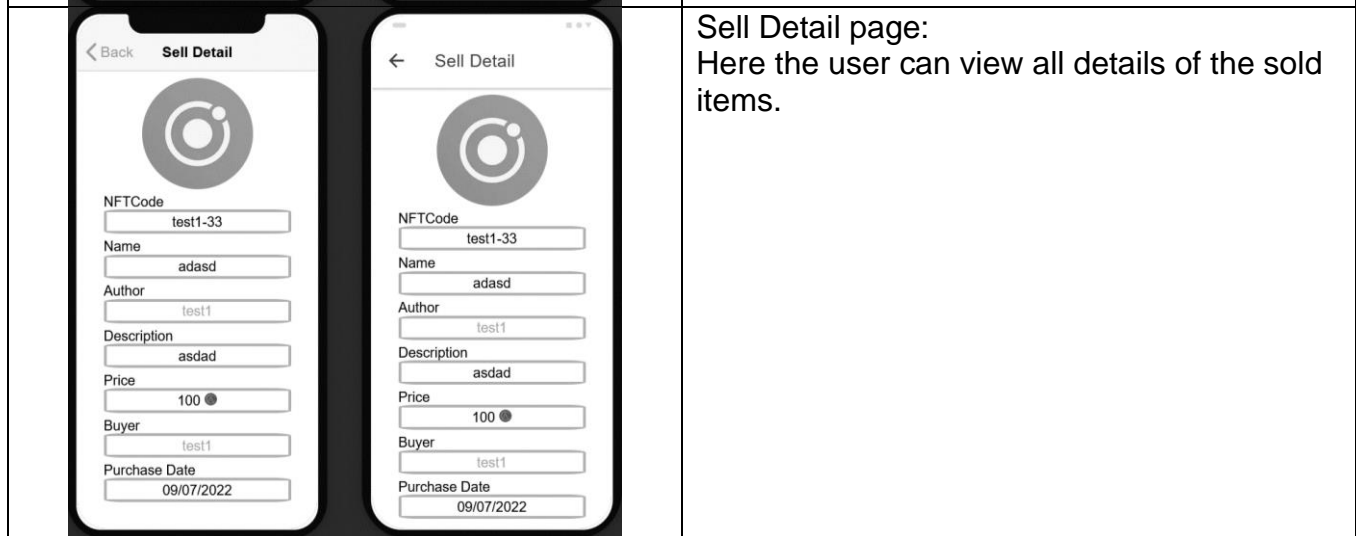 Back Sell Detail
NFTCode
test1-33
Name
adasd
Author
test1
Description
asdad
Price
100
Buyer
test1
Purchase Date
09/07/2022
Sell Detail
NFTCode
test1-33
Name
adasd
Author
test1
Description
asdad
Price
100
Buyer
test1
Purchase Date
09/07/2022
Sell Detail page:
Here the user can view all details of the sold
items.